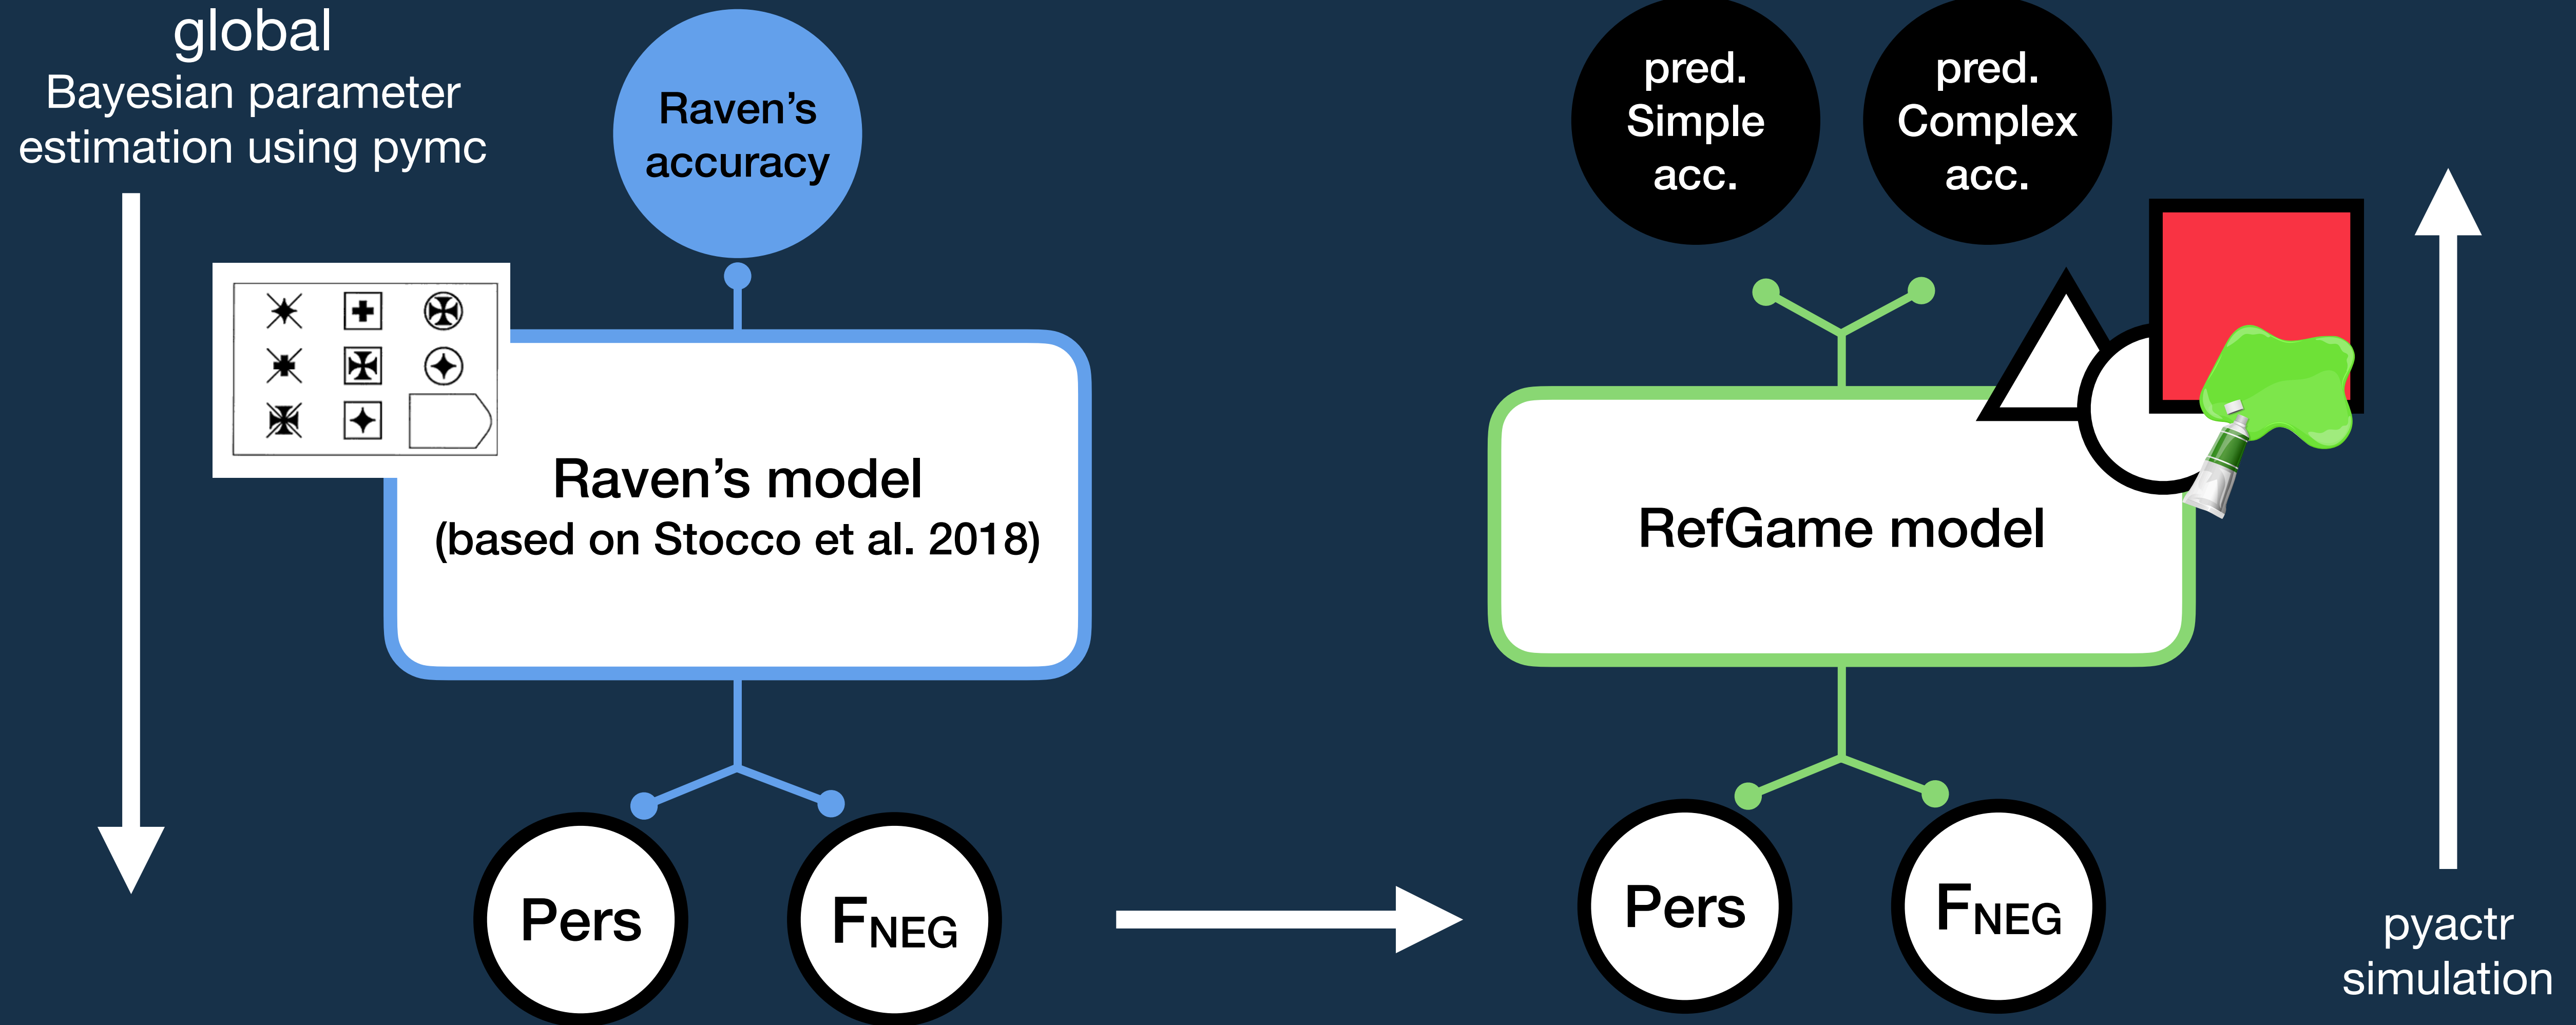 global
Bayesian parameter
estimation using pymc
Raven's
accuracy
Raven's model
(based on Stocco et al. 2018)
Pers
FNEG
pred.
Simple
acc.
pred.
Complex
acc.
RefGame model
Pers
FNEG
pyactr
simulation